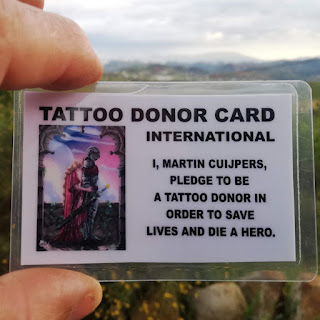 TATTOO DONOR CARD
INTERNATIONAL
I, MARTIN CUIJPERS,
PLEDGE TO BE
A TATTOO DONOR IN
ORDER TO SAVE
LIVES AND DIE A HERO.